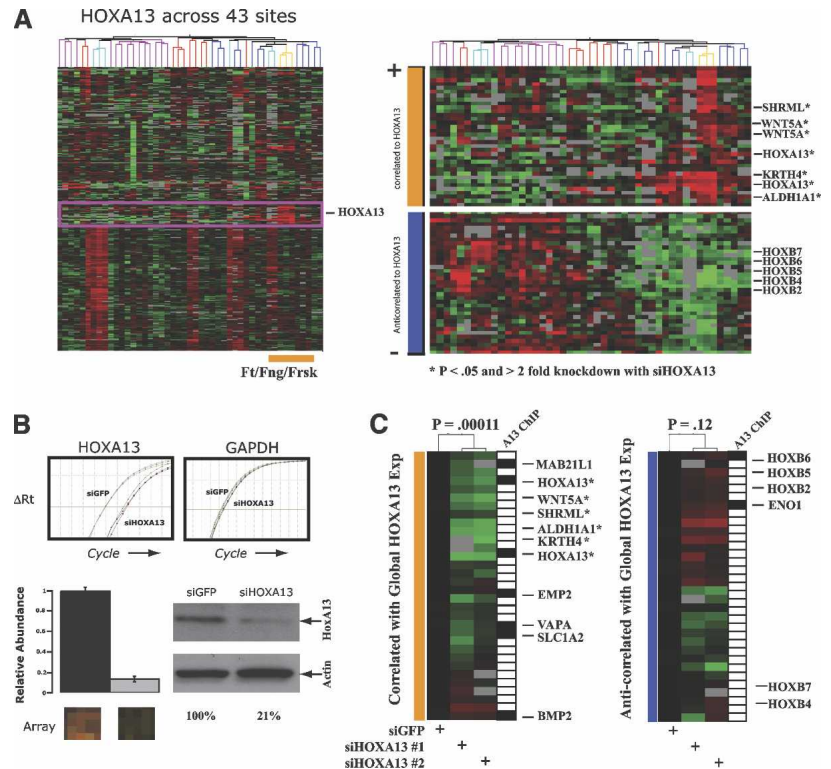 A
HOXA13 across 43 sites
HOXA13
Ft/Fng/Frsk
+
correlated to HOXA13
Anticorrelated to HOXA13
-
SHRML*
WNT5A*
WNT5A*
HOXA13*
KRTH4*
HOXA13*
ALDH1A1*
HOXB7
HOXB6
HOXB5
HOXB4
HOXB2
* P < .05 and > 2 fold knockdown with siHOXA13
B
HOXA13
GAPDH
ΔRt
siGFP
siHOXA13
siGFP
siHOXA13
Cycle
Cycle
Relative Abundance
1
0.8
0.6
0.4
0.2
0
Array
siGFP
siHOXA13
HoxA13
Actin
100%
21%
C
P = .00011
A13 ChIP
Correlated with Global HOXA13 Exp
MAB21L1
HOXA13*
WNT5A*
SHRML*
ALDH1A1*
KRTH4*
HOXA13*
EMP2
VAPA
SLC1A2
BMP2
siGFP +
siHOXA13 #1 +
siHOXA13 #2 +
P = .12
A13 ChIP
Anti-correlated with Global HOXA13 Exp
HOXB6
HOXB5
HOXB2
ENO1
HOXB7
HOXB4
+
+
+